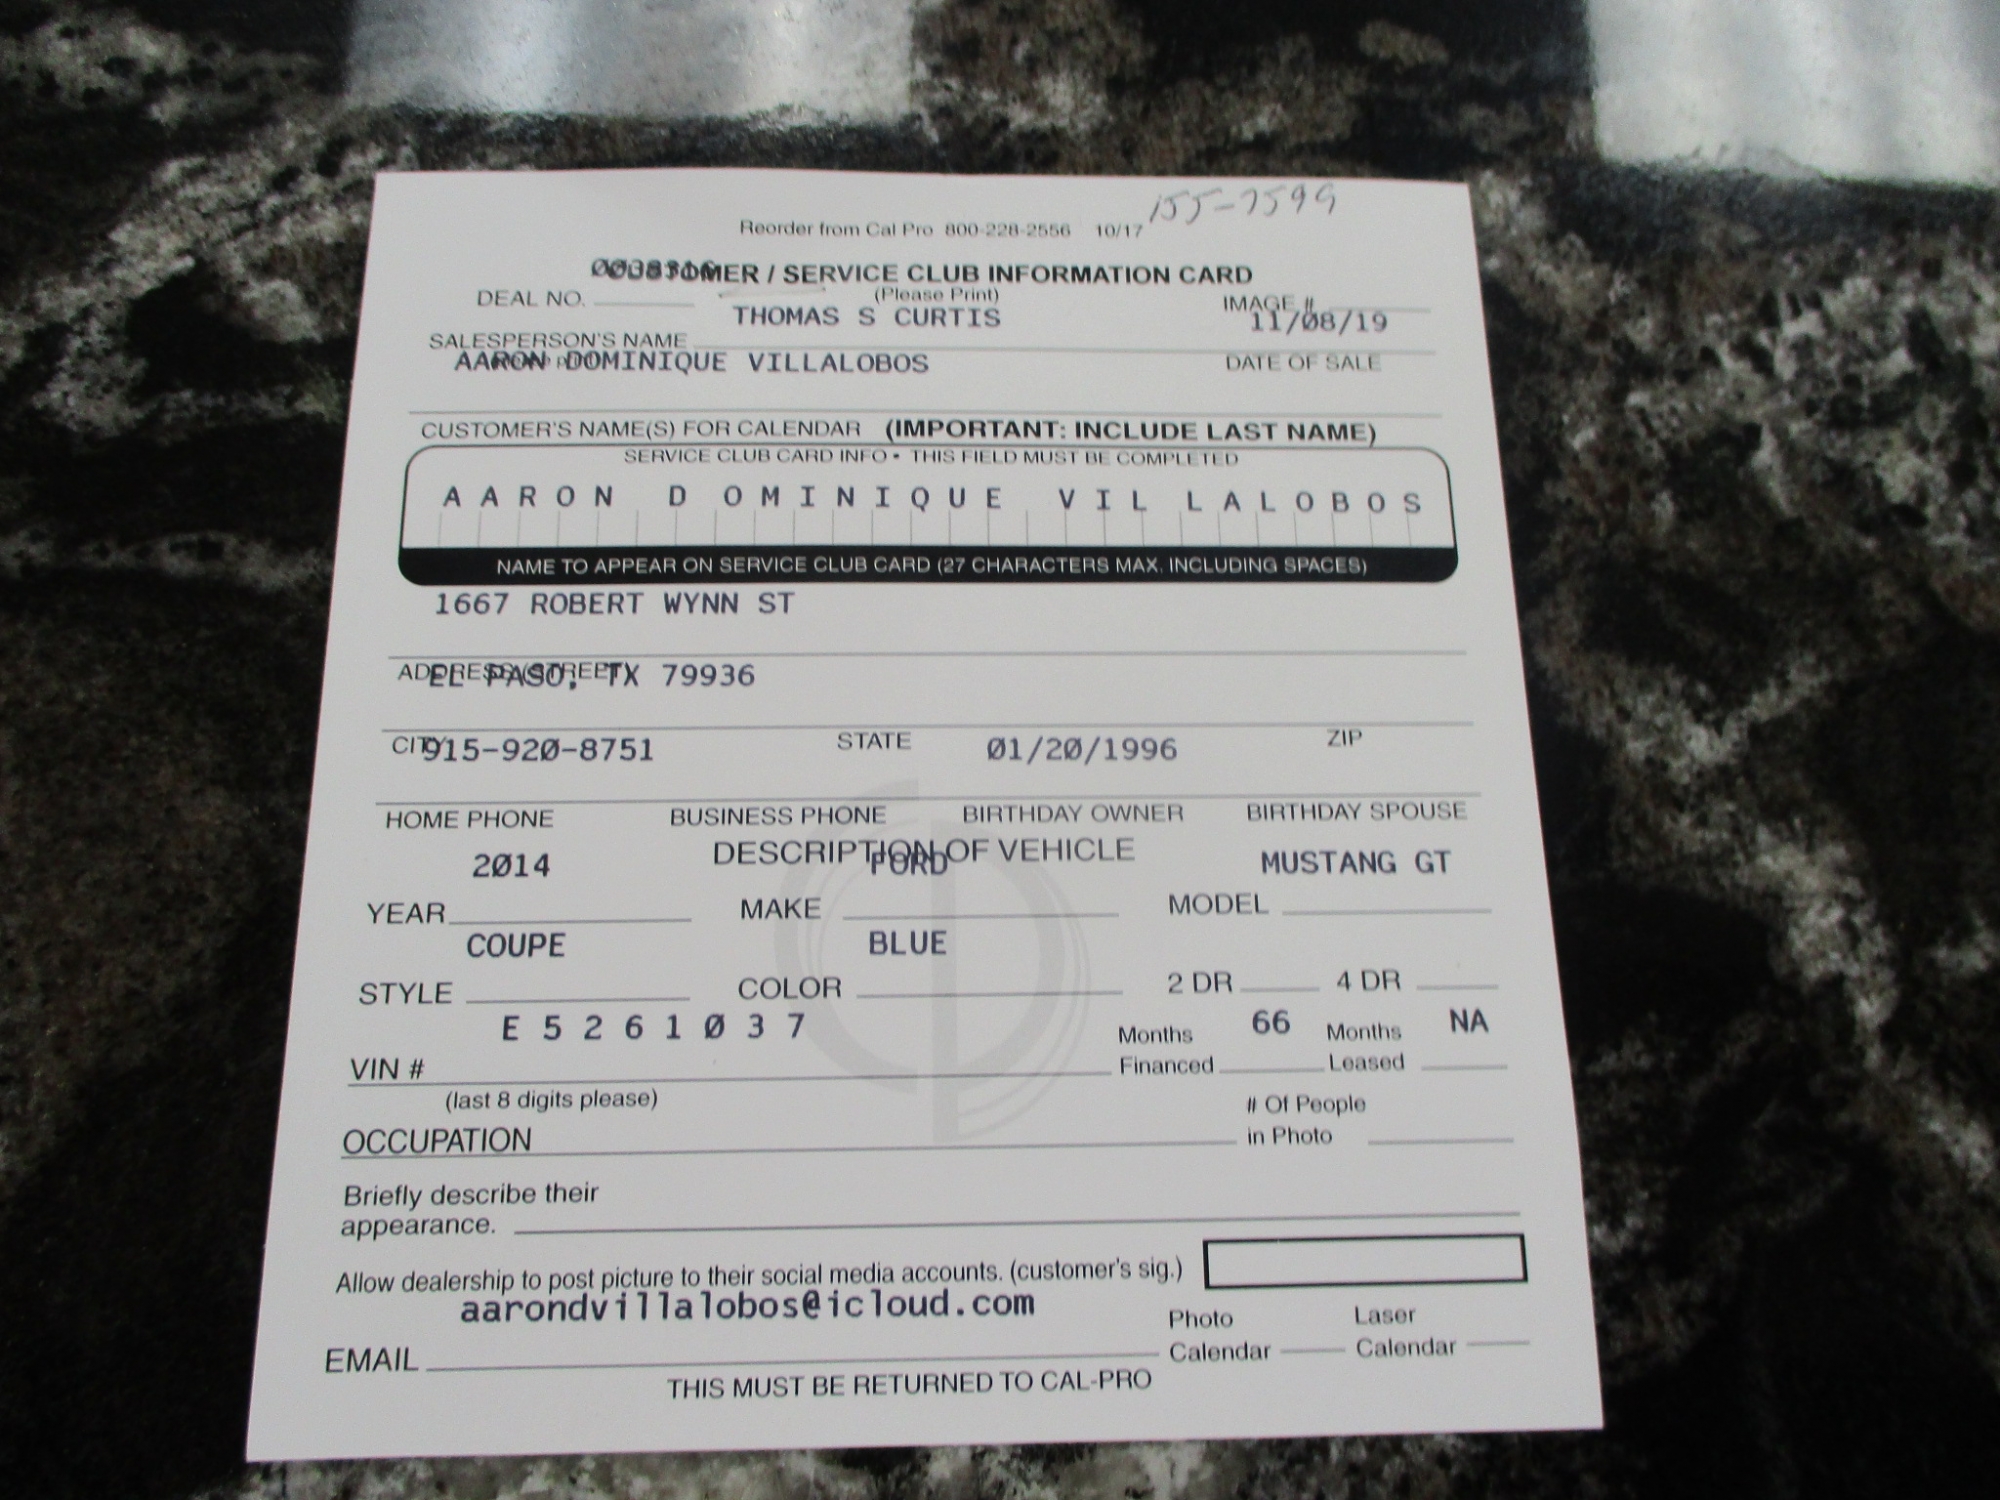 155-7599
Reorder from Cal Pro 800-228-2556 10/17
CUSTOMER / SERVICE CLUB INFORMATION CARD
(Please Print)
DEAL NO. IMAGE #
THOMAS S CURTIS 11/08/19
SALESPERSON'S NAME
AARON DOMINIQUE VILLALOBOS DATE OF SALE
CUSTOMER'S NAME(S) FOR CALENDAR (IMPORTANT: INCLUDE LAST NAME)
SERVICE CLUB CARD INFO • THIS FIELD MUST BE COMPLETED
AARON DOMINIQUE VILLALOBOS
NAME TO APPEAR ON SERVICE CLUB CARD (27 CHARACTERS MAX. INCLUDING SPACES)
1667 ROBERT WYNN ST
ADDRESS (STREET)
EL PASO, TX 79936
CITY STATE ZIP
915-920-8751 01/20/1996
HOME PHONE BUSINESS PHONE BIRTHDAY OWNER BIRTHDAY SPOUSE
DESCRIPTION OF VEHICLE
2014 FORD MUSTANG GT
YEAR MAKE MODEL
COUPE BLUE
STYLE COLOR 2 DR 4 DR
E5261037 Months 66 Months NA
VIN # Financed Leased
(last 8 digits please) # Of People
OCCUPATION in Photo
Briefly describe their
appearance.
Allow dealership to post picture to their social media accounts. (customer's sig.)
aarondvillalobos@icloud.com Photo Laser
EMAIL Calendar Calendar
THIS MUST BE RETURNED TO CAL-PRO